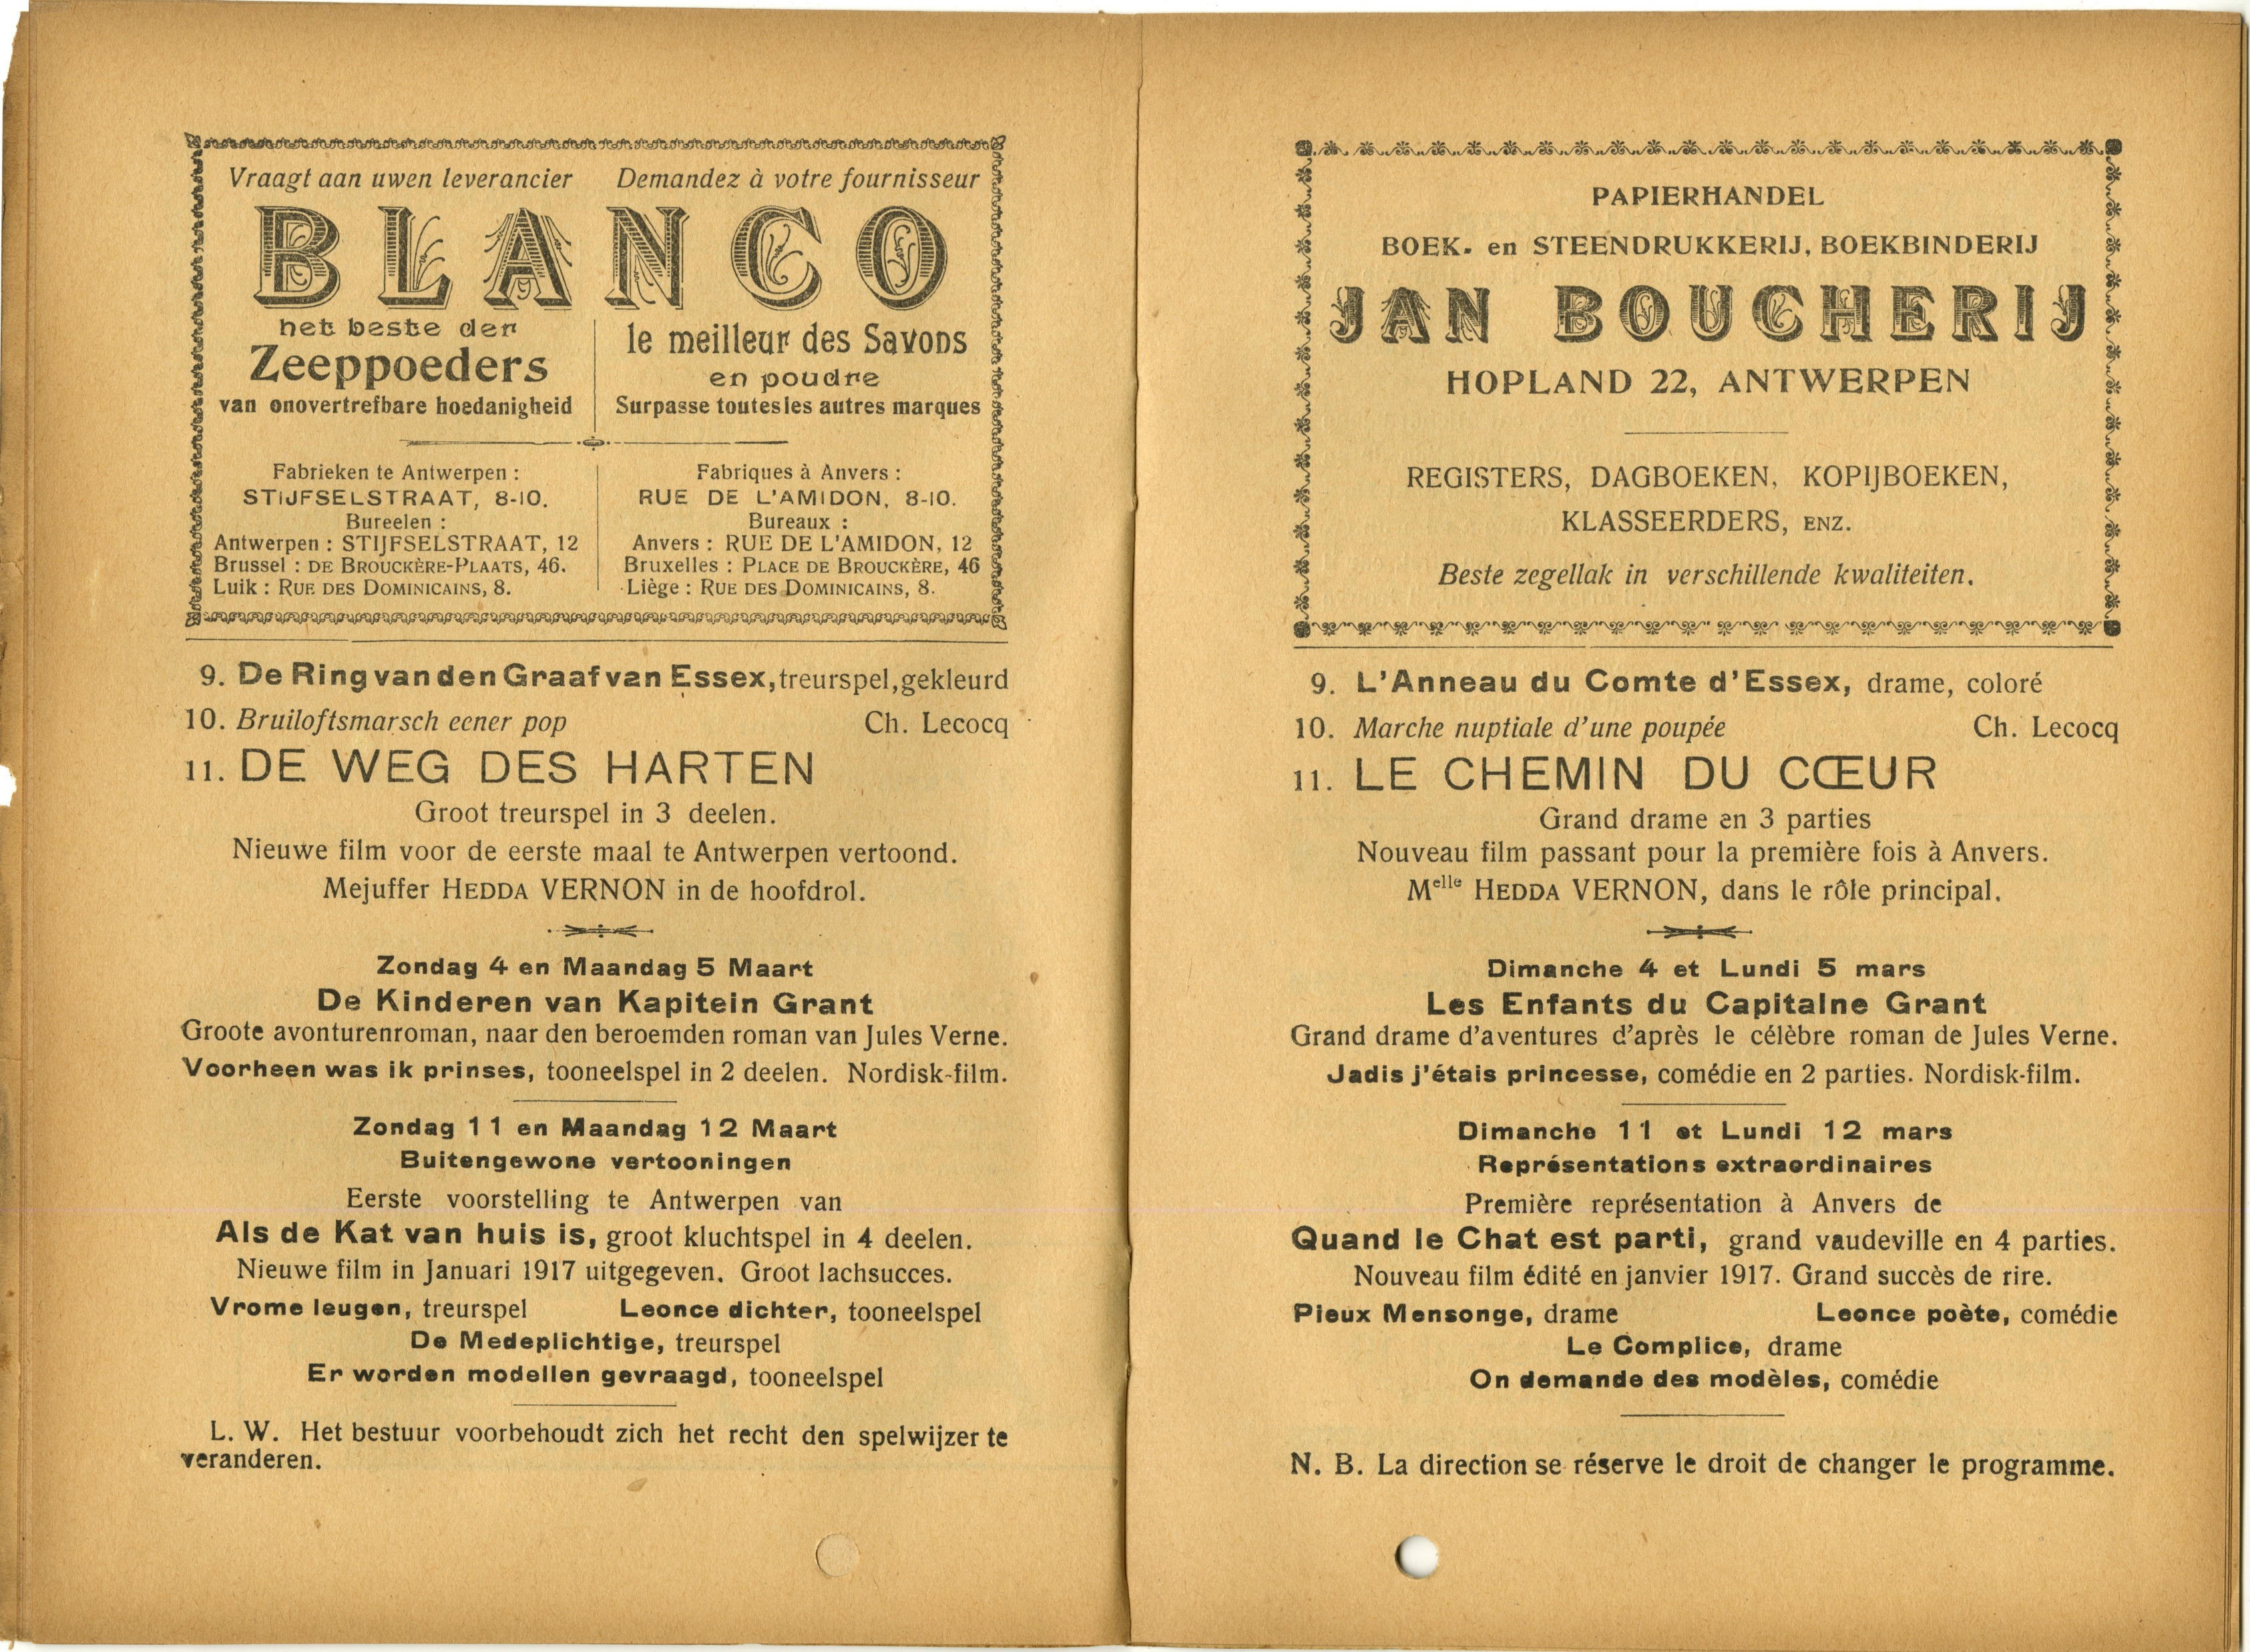 Vraagt aan uwen leverancier
Demandez à votre fournisseur
BLANCO
het beste der
Zeeppoeders
van onovertrefbare hoedanigheid
le meilleur des Savons
en poudre
Surpasse toutes les autres marques
Fabrieken te Antwerpen :
STIJFSELSTRAAT, 8-10.
Bureelen :
Antwerpen : STIJFSELSTRAAT, 12
Brussel : DE BROUCKÈRE-PLAATS, 46.
Luik : RUE DES DOMINICAINS, 8.
Fabriques à Anvers :
RUE DE L'AMIDON, 8-10.
Bureaux :
Anvers : RUE DE L'AMIDON, 12
Bruxelles : PLACE DE BROUCKÈRE, 46
Liège : RUE DES DOMINICAINS, 8.
9. De Ring van den Graaf van Essex, treurspel, gekleurd
10. Bruiloftsmarsch eener pop Ch. Lecocq
11. DE WEG DES HARTEN
Groot treurspel in 3 deelen.
Nieuwe film voor de eerste maal te Antwerpen vertoond.
Mejuffer HEDDA VERNON in de hoofdrol.
Zondag 4 en Maandag 5 Maart
De Kinderen van Kapitein Grant
Groote avonturenroman, naar den beroemden roman van Jules Verne.
Voorheen was ik prinses, tooneelspel in 2 deelen. Nordisk-film.
Zondag 11 en Maandag 12 Maart
Buitengewone vertooningen
Eerste voorstelling te Antwerpen van
Als de Kat van huis is, groot kluchtspel in 4 deelen.
Nieuwe film in Januari 1917 uitgegeven. Groot lachsucces.
Vrome leugen, treurspel Leonce dichter, tooneelspel
De Medeplichtige, treurspel
Er worden modellen gevraagd, tooneelspel
L. W. Het bestuur voorbehoudt zich het recht den spelwijzer te
veranderen.
PAPIERHANDEL
BOEK- en STEENDRUKKERIJ, BOEKBINDERIJ
JAN BOUCHERIJ
HOPLAND 22, ANTWERPEN
REGISTERS, DAGBOEKEN, KOPIJBOEKEN,
KLASSEERDERS, ENZ.
Beste zegellak in verschillende kwaliteiten.
9. L'Anneau du Comte d'Essex, drame, coloré
10. Marche nuptiale d'une poupée Ch. Lecocq
11. LE CHEMIN DU CŒUR
Grand drame en 3 parties
Nouveau film passant pour la première fois à Anvers.
Melle HEDDA VERNON, dans le rôle principal.
Dimanche 4 et Lundi 5 mars
Les Enfants du Capitaine Grant
Grand drame d'aventures d'après le célèbre roman de Jules Verne.
Jadis j'étais princesse, comédie en 2 parties. Nordisk-film.
Dimanche 11 et Lundi 12 mars
Représentations extraordinaires
Première représentation à Anvers de
Quand le Chat est parti, grand vaudeville en 4 parties.
Nouveau film édité en janvier 1917. Grand succès de rire.
Pieux Mensonge, drame Leonce poète, comédie
Le Complice, drame
On demande des modèles, comédie
N. B. La direction se réserve le droit de changer le programme.